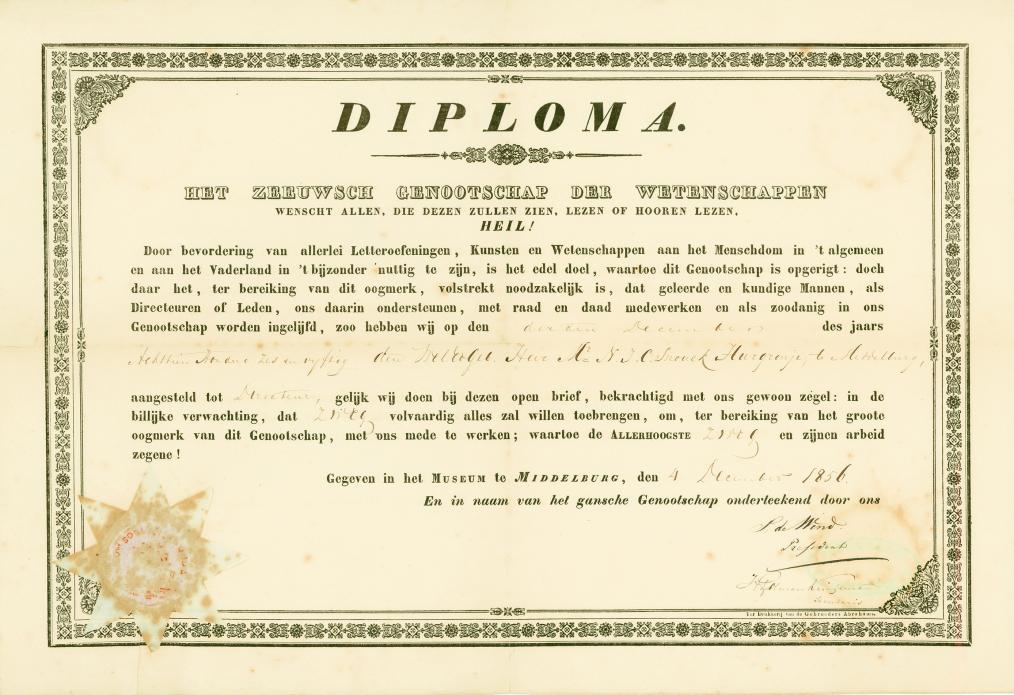 DIPLOMA.
HET ZEEUWSCH GENOOTSCHAP DER WETENSCHAPPEN
WENSCHT ALLEN, DIE DEZEN ZULLEN ZIEN, LEZEN OF HOOREN LEZEN,
HEIL!
Door bevordering van allerlei Letteroefeningen, Kunsten en Wetenschappen aan het Menschdom in 't algemeen
en aan het Vaderland in 't bijzonder nuttig te zijn, is het edel doel, waartoe dit Genootschap is opgerigt: doch
daar het, ter bereiking van dit oogmerk, volstrekt noodzakelijk is, dat geleerde en kundige Mannen, als
Directeuren of Leden, ons daarin ondersteunen, met raad en daad medewerken en als zoodanig in ons
Genootschap worden ingelijfd, zoo hebben wij op den December des jaars
Achttien honderd zes en vyftig den WelEdGeb. Heer Mr N. J. C. Snouck Hurgronje, te Middelburg,
aangesteld tot Directeur, gelijk wij doen bij dezen open brief, bekrachtigd met ons gewoon zegel: in de
billijke verwachting, dat ZWEG volvaardig alles zal willen toebrengen, om, ter bereiking van het groote
oogmerk van dit Genootschap, met ons mede te werken; waartoe de ALLERHOOGSTE ZWEG en zijnen arbeid
zegene!
Gegeven in het MUSEUM te MIDDELBURG, den 4 December 1856
En in naam van het gansche Genootschap onderteekend door ons
S. de Wind
President
Secretaris
Ter Drukkerij van de Gebroeders Abrahams.